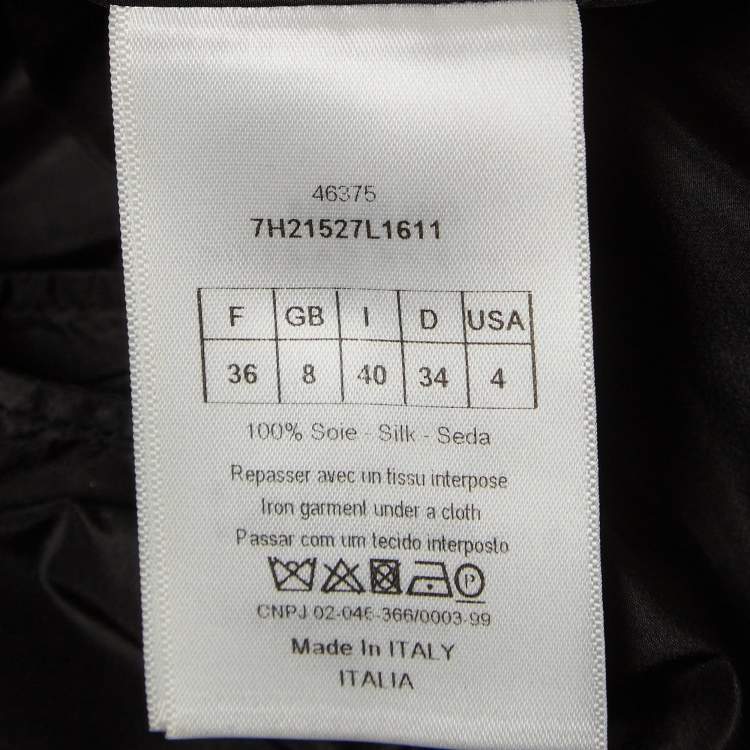 46375
7H21527L1611
F GB I D USA
36 8 40 34 4
100% Soie - Silk - Seda
Repasser avec un tissu interpose
Iron garment under a cloth
Passar com um tecido interposto
P
CNPJ 02-046-366/0003-99
Made In ITALY
ITALIA